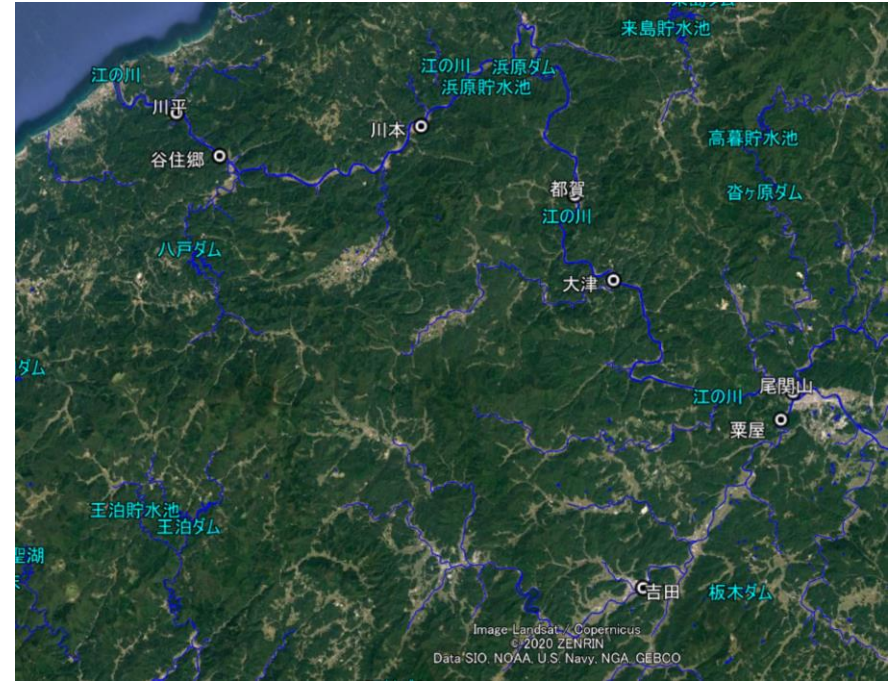 来島ダム
来島貯水池
江の川
江の川
浜原ダム
浜原貯水池
川平
川本
高暮貯水池
谷住郷
都賀
沓ヶ原ダム
江の川
八戸ダム
大津
ダム
尾関山
江の川
粟屋
王泊貯水池
王泊ダム
聖湖
吉田
板木ダム
Image Landsat / Copernicus
© 2020 ZENRIN
Data SIO, NOAA, U.S. Navy, NGA, GEBCO